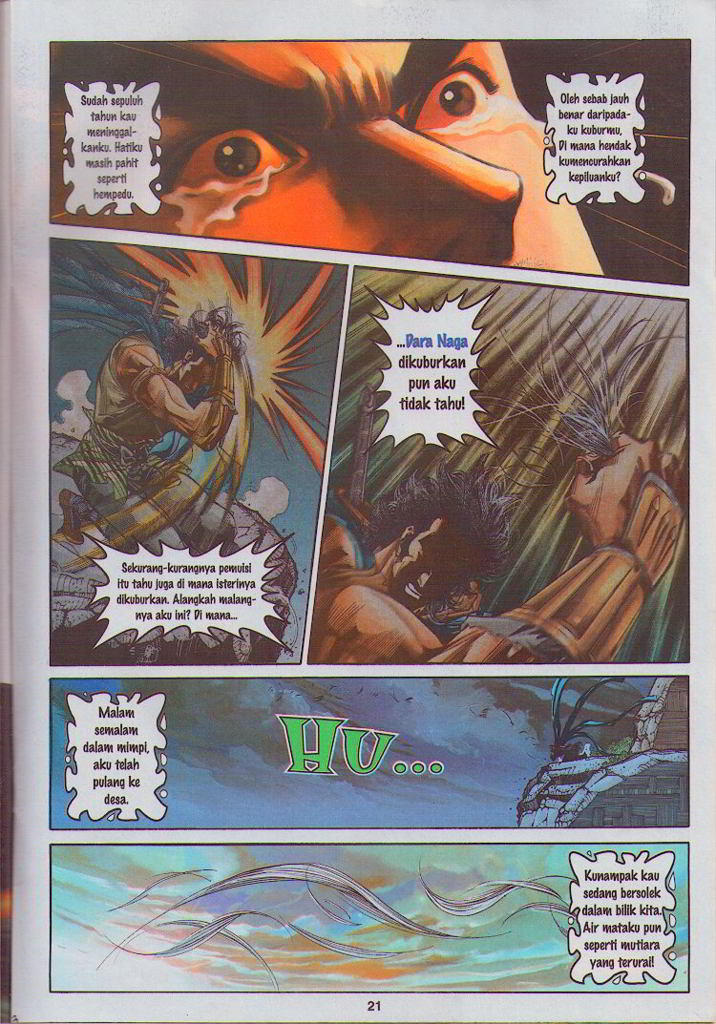 Sudah sepuluh
tahun kau
meninggal-
kanku. Hatiku
masih pahit
seperti
hempedu.
Oleh sebab jauh
benar daripada-
ku kuburmu,
Di mana hendak
kumencurahkan
kepiluanku?
Sekurang-kurangnya pemuisi
itu tahu juga di mana isterinya
dikuburkan. Alangkah malang-
nya aku ini? Di mana...
...Dara Naga
dikuburkan
pun aku
tidak tahu!
Malam
semalam
dalam mimpi,
aku telah
pulang ke
desa.
HU...
Kunampak kau
sedang bersolek
dalam bilik kita.
Air mataku pun
seperti mutiara
yang terurai!
21